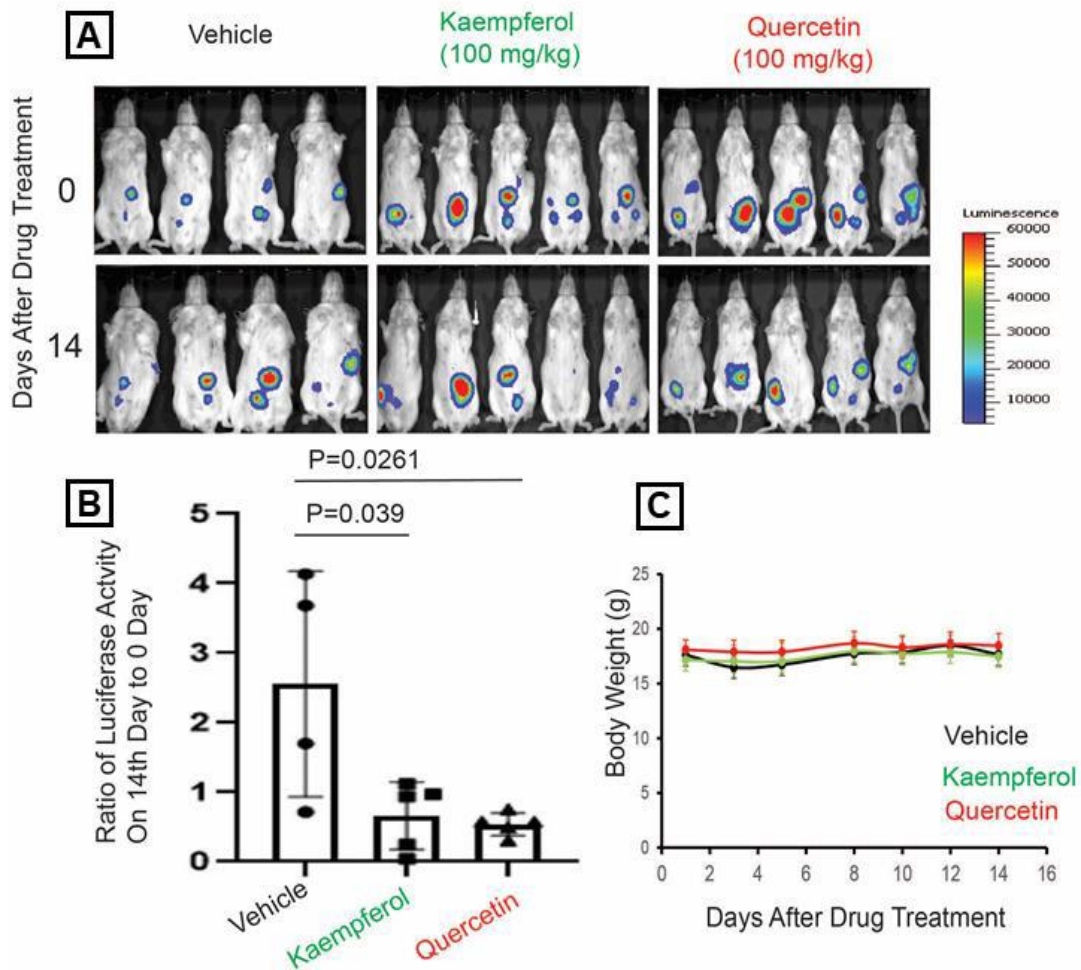 A
Vehicle
Kaempferol
(100 mg/kg)
Quercetin
(100 mg/kg)
Days After Drug Treatment
0
14
Luminescence
60000
50000
40000
30000
20000
10000
B
P=0.0261
P=0.039
Ratio of Luciferase Actvity
On 14th Day to 0 Day
5
4
3
2
1
0
Vehicle
Kaempferol
Quercetin
C
Body Weight (g)
25
20
15
10
5
0
0 2 4 6 8 10 12 14 16
Vehicle
Kaempferol
Quercetin
Days After Drug Treatment